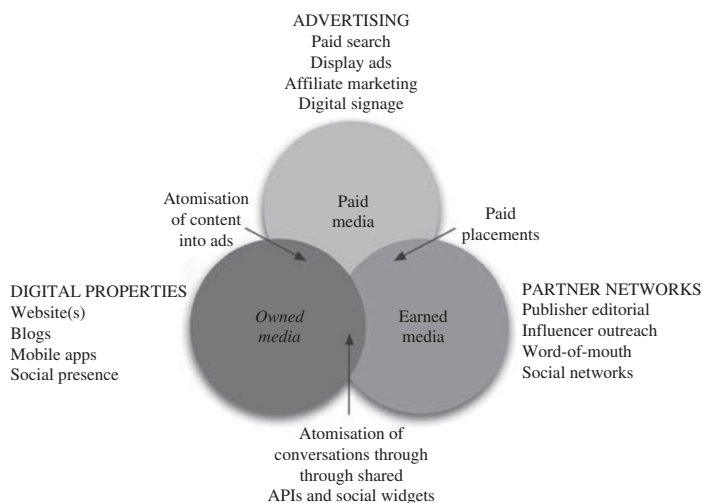 ADVERTISING
Paid search
Display ads
Affiliate marketing
Digital signage
Paid
media
Atomisation
of content
into ads
Paid
placements
DIGITAL PROPERTIES
Website(s)
Blogs
Mobile apps
Social presence
Owned
media
Earned
media
PARTNER NETWORKS
Publisher editorial
Influencer outreach
Word-of-mouth
Social networks
Atomisation of
conversations through
through shared
APIs and social widgets